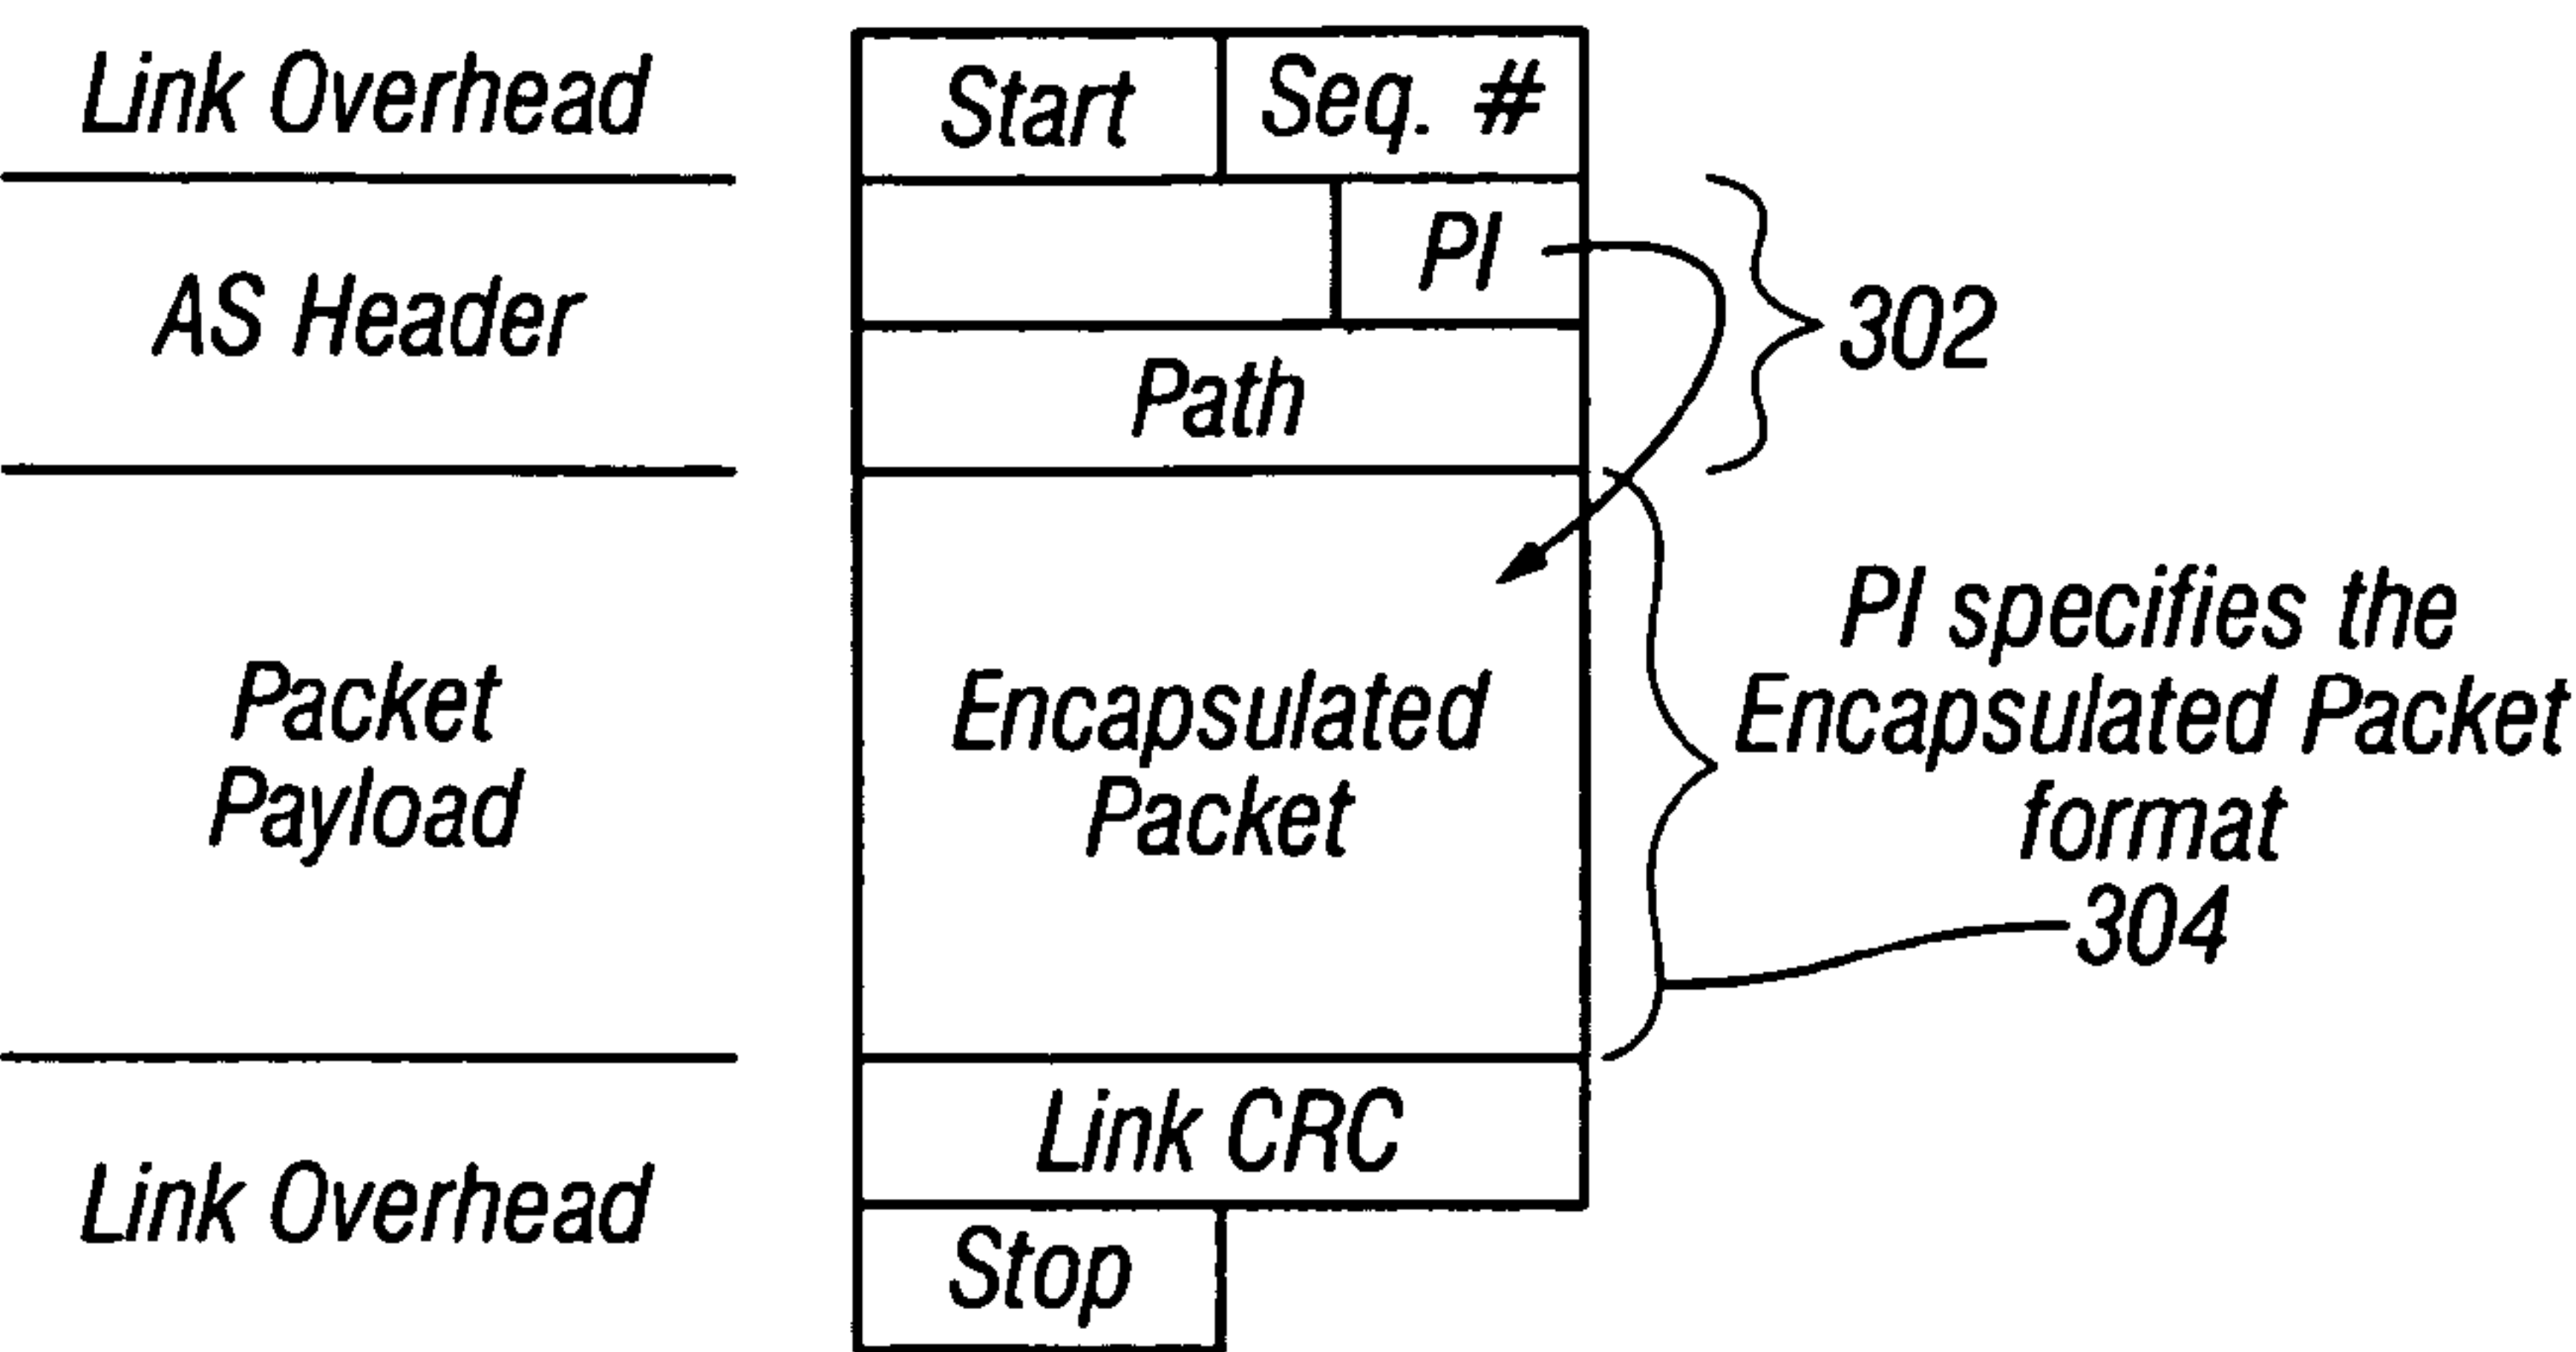 Link Overhead
Start
Seq. #
AS Header
PI
302
Path
Packet
Payload
Encapsulated
Packet
PI specifies the
Encapsulated Packet
format
304
Link Overhead
Link CRC
Stop